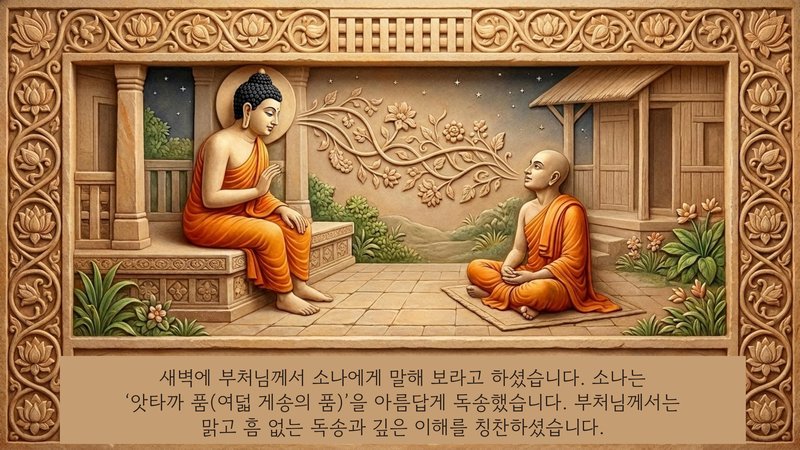 새벽에 부처님께서 소나에게 말해 보라고 하셨습니다. 소나는
‘앗타까 품(여덟 게송의 품)’을 아름답게 독송했습니다. 부처님께서는
맑고 흠 없는 독송과 깊은 이해를 칭찬하셨습니다.